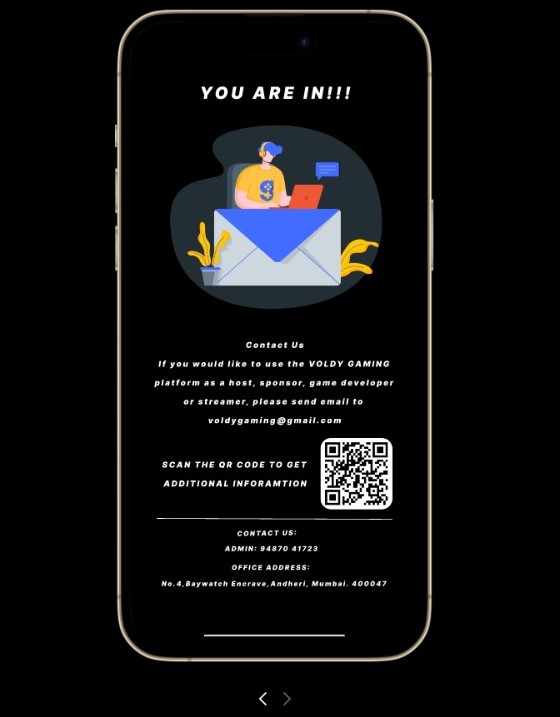 YOU ARE IN!!!
g
Contact Us
If you would like to use the VOLDY GAMING
platform as a host, sponsor, game developer
or streamer, please send email to
voldygaming@gmail.com
SCAN THE QR CODE TO GET
ADDITIONAL INFORAMTION
CONTACT US:
ADMIN: 94870 41723
OFFICE ADDRESS:
No.4,Baywatch Encrave,Andheri, Mumbai. 400047